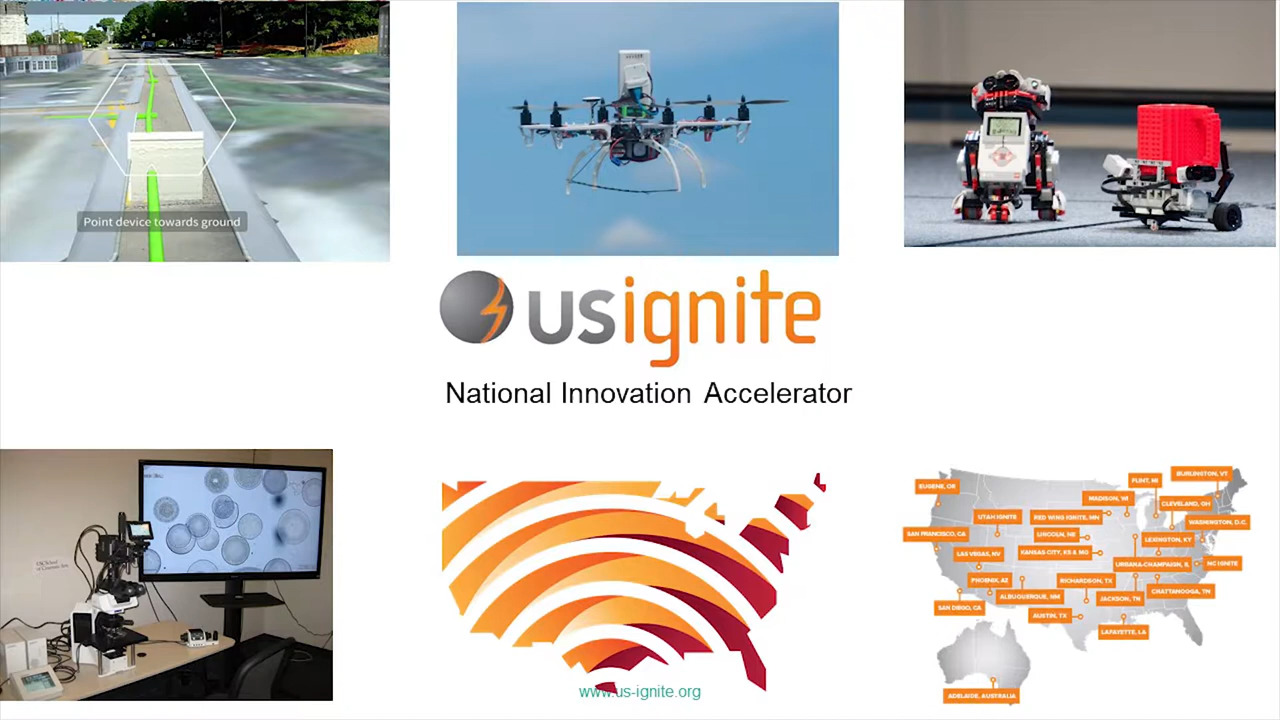 Point device towards ground
usignite
National Innovation Accelerator
www.us-ignite.org
BURLINGTON, VT
FLINT, MI
EUGENE, OR
MADISON, WI
CLEVELAND, OH
UTAH IGNITE
RED WING IGNITE, MN
WASHINGTON, D.C.
SAN FRANCISCO, CA
LINCOLN, NE
LEXINGTON, KY
LAS VEGAS, NV
KANSAS CITY, KS & MO
URBANA-CHAMPAIGN, IL
NC IGNITE
PHOENIX, AZ
RICHARDSON, TX
CHATTANOOGA, TN
ALBUQUERQUE, NM
JACKSON, TN
SAN DIEGO, CA
AUSTIN, TX
LAFAYETTE, LA
ADELAIDE, AUSTRALIA